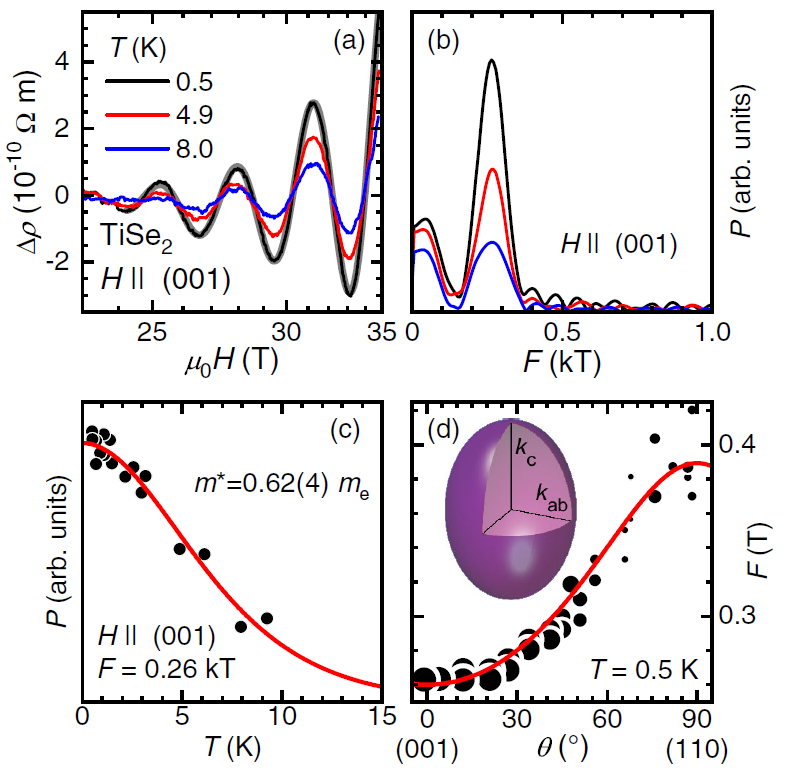 (a)
T (K)
0.5
4.9
8.0
4
2
0
-2
Δρ (10⁻¹⁰ Ω m)
TiSe₂
H || (001)
25
30
35
μ₀H (T)
(b)
H || (001)
P (arb. units)
0
0.5
1.0
F (kT)
(c)
m*=0.62(4) mₑ
P (arb. units)
H || (001)
F = 0.26 kT
0
5
10
15
T (K)
(d)
k_c
k_ab
0.4
0.3
F (T)
T = 0.5 K
0
30
60
90
(001)
θ (°)
(110)